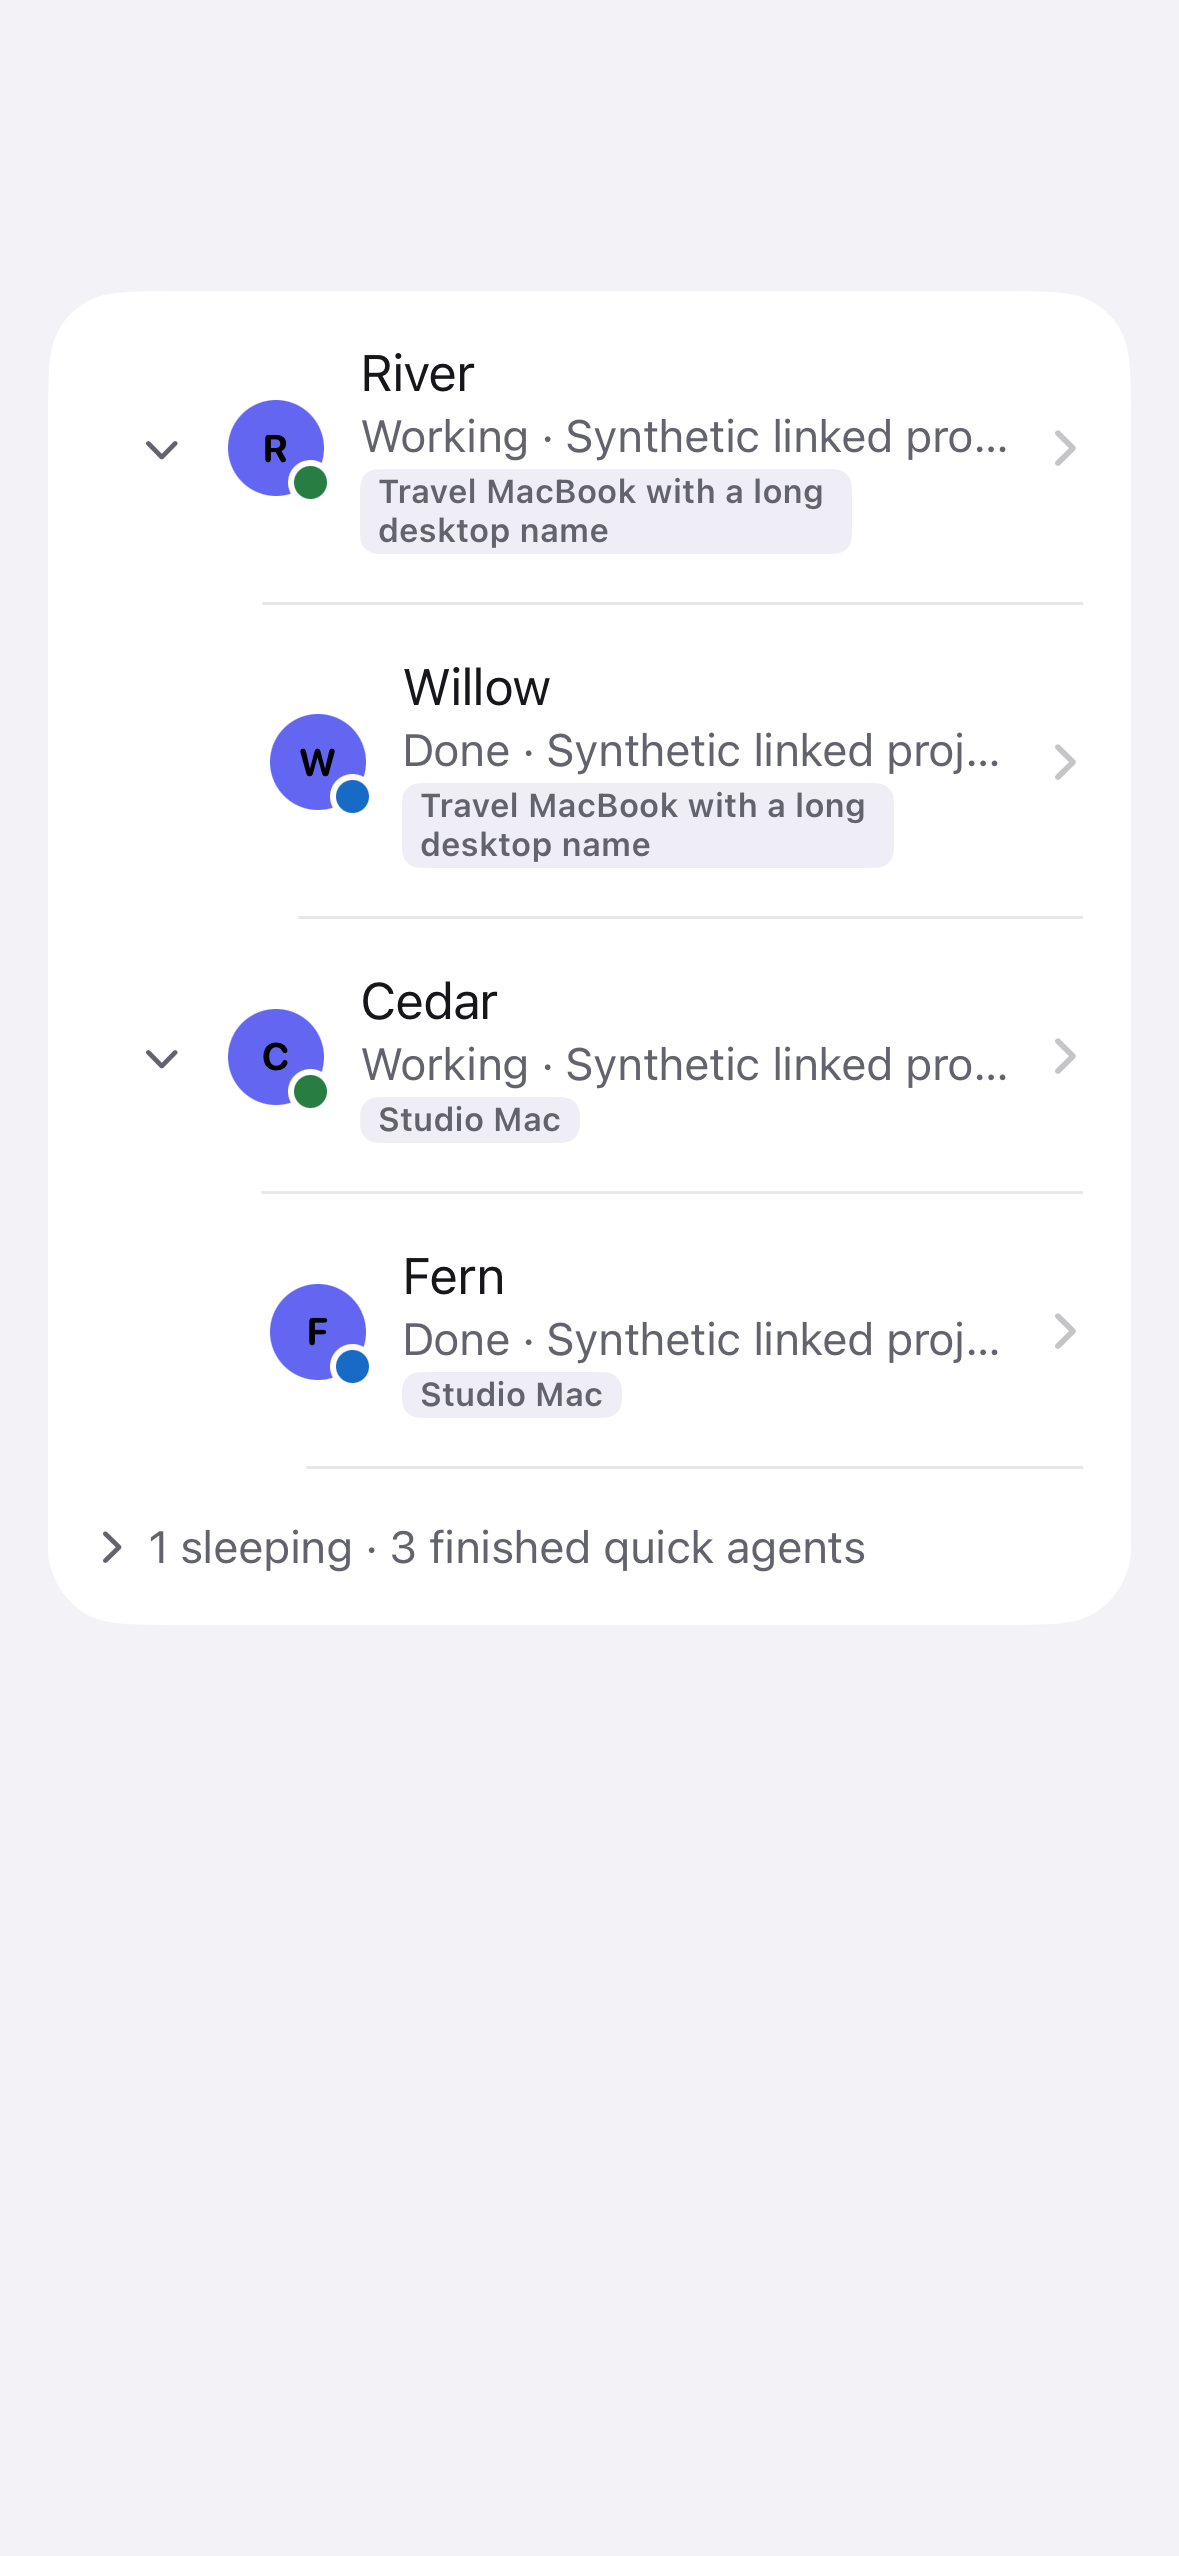 River
R
Working · Synthetic linked pro...
Travel MacBook with a long
desktop name
Willow
W
Done · Synthetic linked proj...
Travel MacBook with a long
desktop name
Cedar
C
Working · Synthetic linked pro...
Studio Mac
Fern
F
Done · Synthetic linked proj...
Studio Mac
1 sleeping · 3 finished quick agents